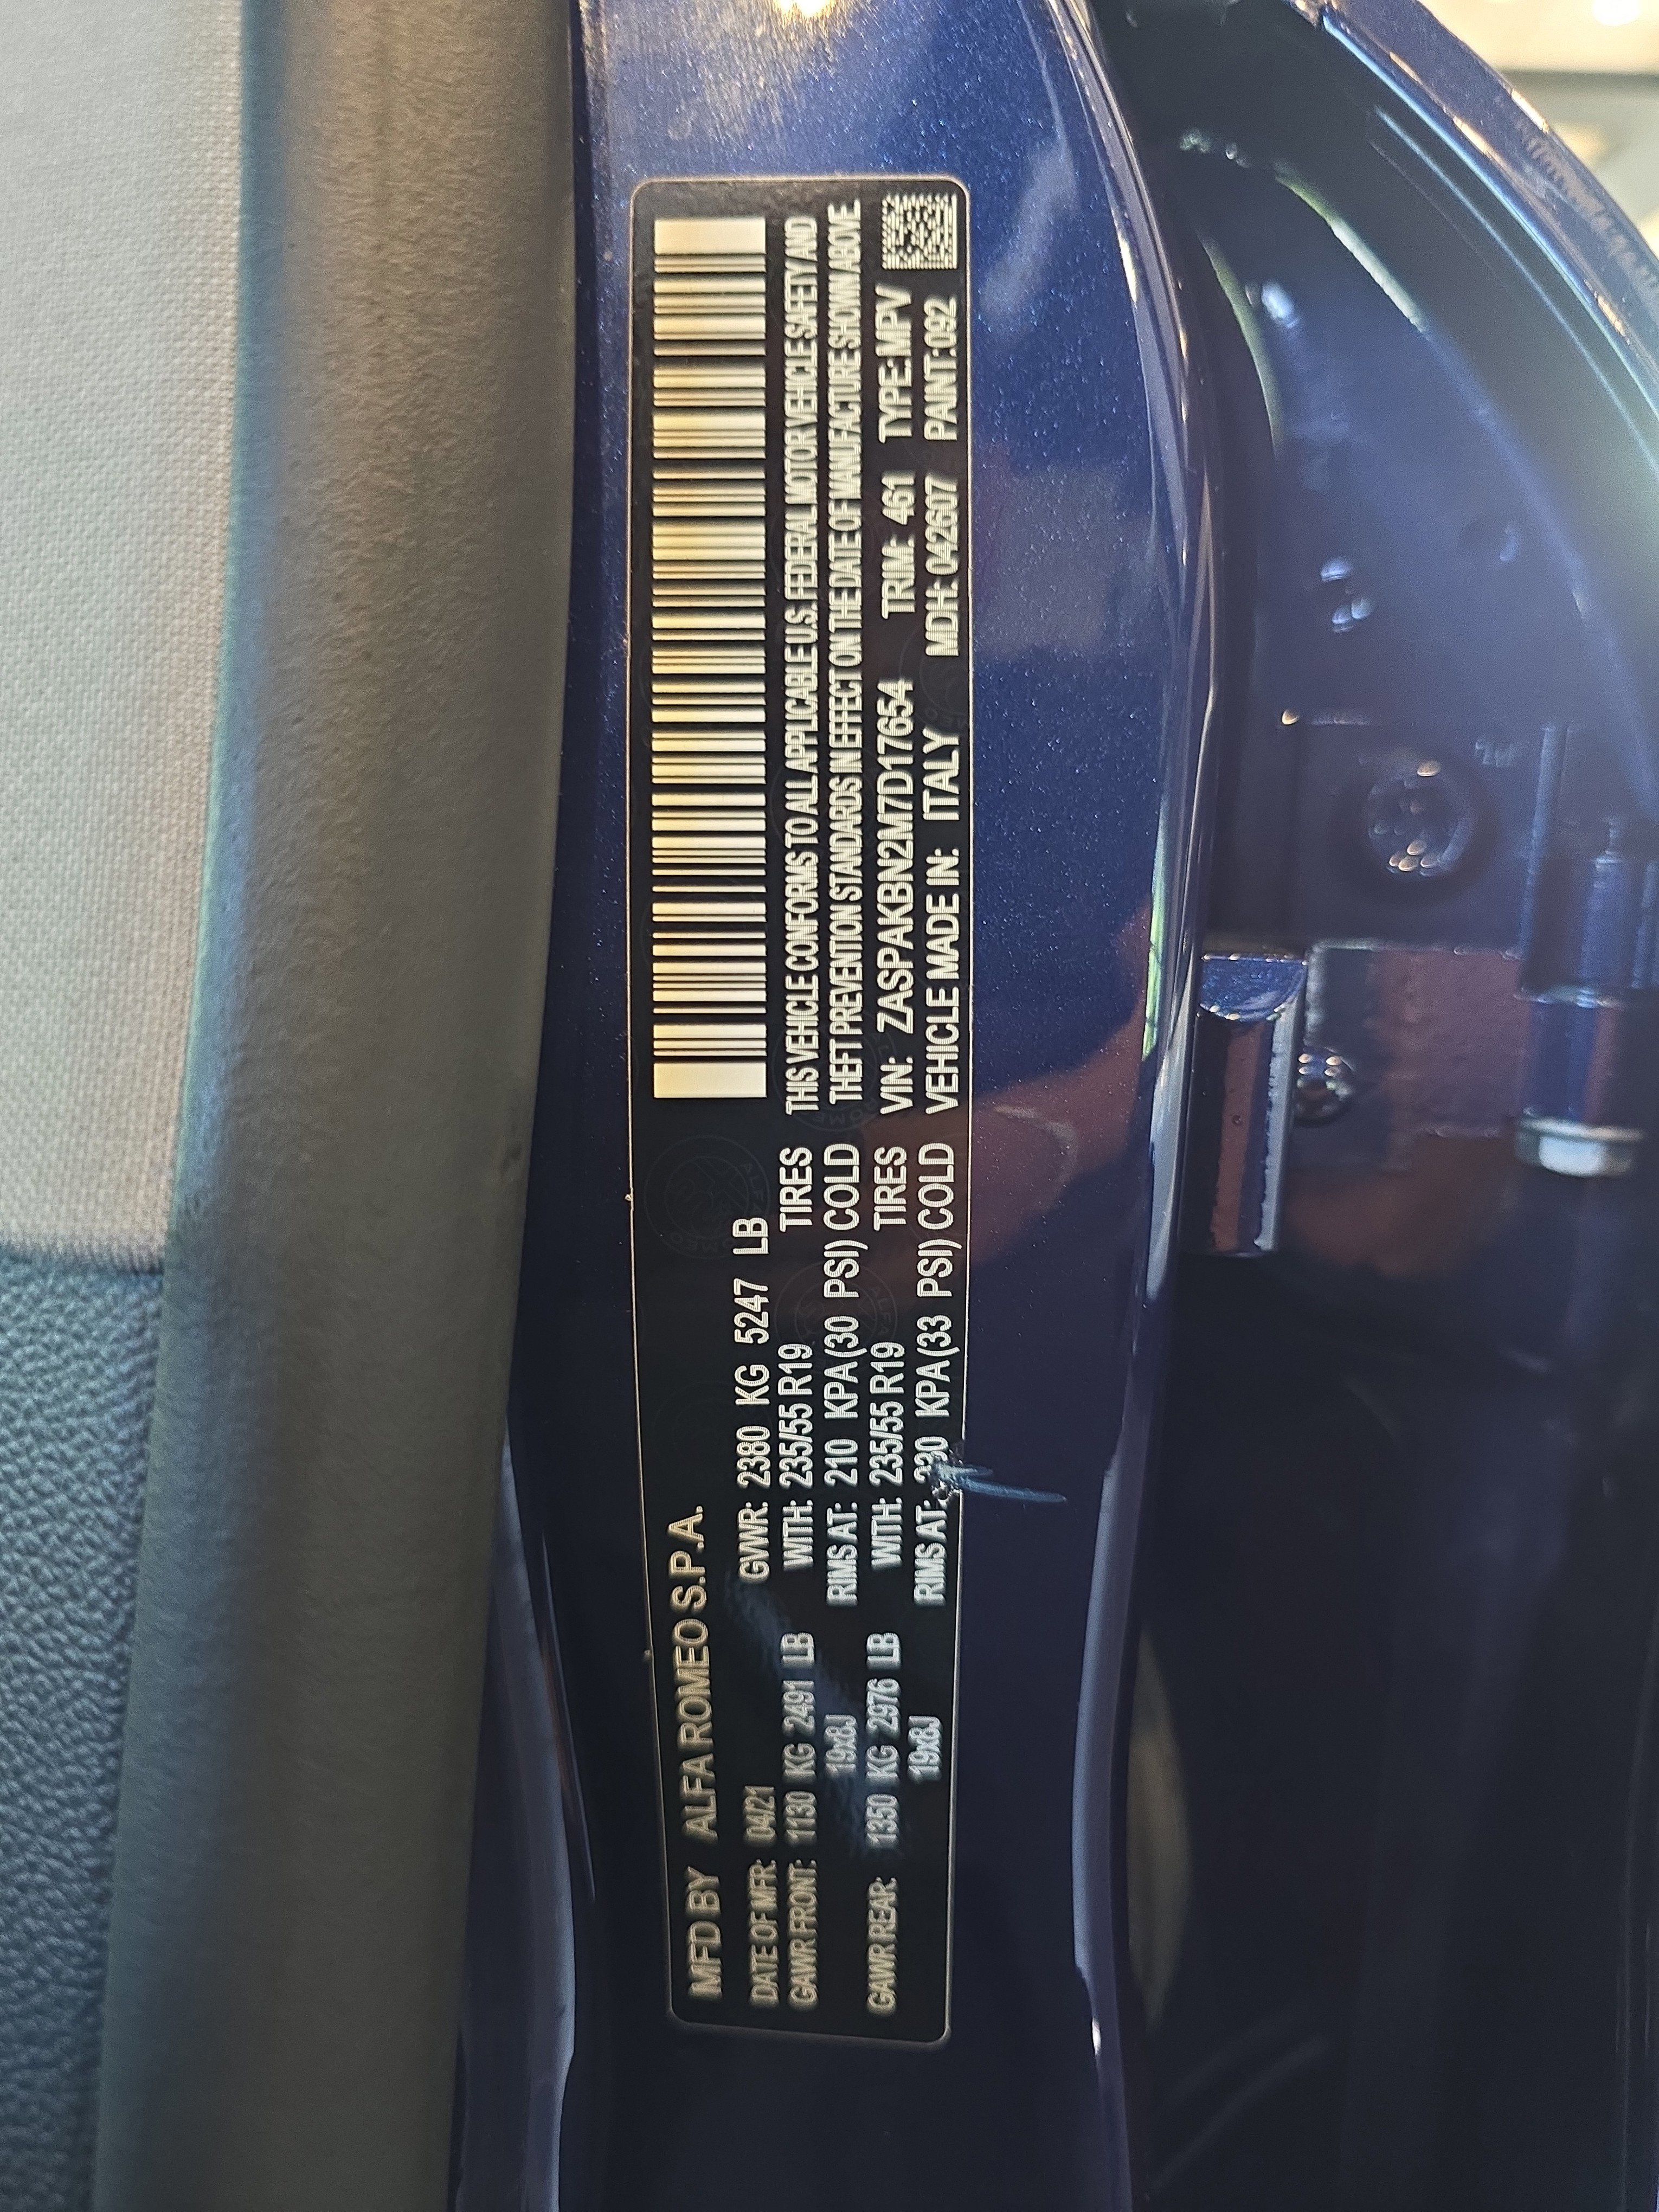 MFD BY ALFA ROMEO S.P.A.
DATE OF MFR: 04/21 GVWR: 2380 KG 5247 LB
GAWR FRONT: 1130 KG 2491 LB WITH: 235/55 R19 TIRES
19x8J RIMS AT: 210 KPA (30 PSI) COLD
GAWR REAR: 1350 KG 2976 LB WITH: 235/55 R19 TIRES
19x8J RIMS AT: 230 KPA (33 PSI) COLD
THIS VEHICLE CONFORMS TO ALL APPLICABLE U.S. FEDERAL MOTOR VEHICLE SAFETY AND
THEFT PREVENTION STANDARDS IN EFFECT ON THE DATE OF MANUFACTURE SHOWN ABOVE
VIN: ZASPAKBN2M7D17654 TRIM: 461 TYPE: MPV
VEHICLE MADE IN: ITALY MDH: 042607 PAINT: 092